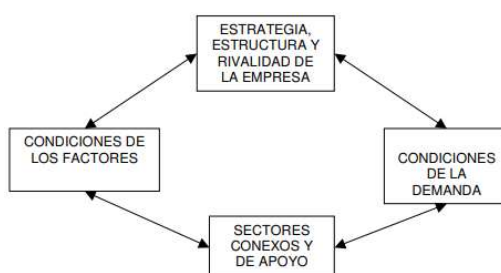 ESTRATEGIA,
ESTRUCTURA Y
RIVALIDAD DE
LA EMPRESA
CONDICIONES DE
LOS FACTORES
CONDICIONES
DE LA
DEMANDA
SECTORES
CONEXOS Y
DE APOYO